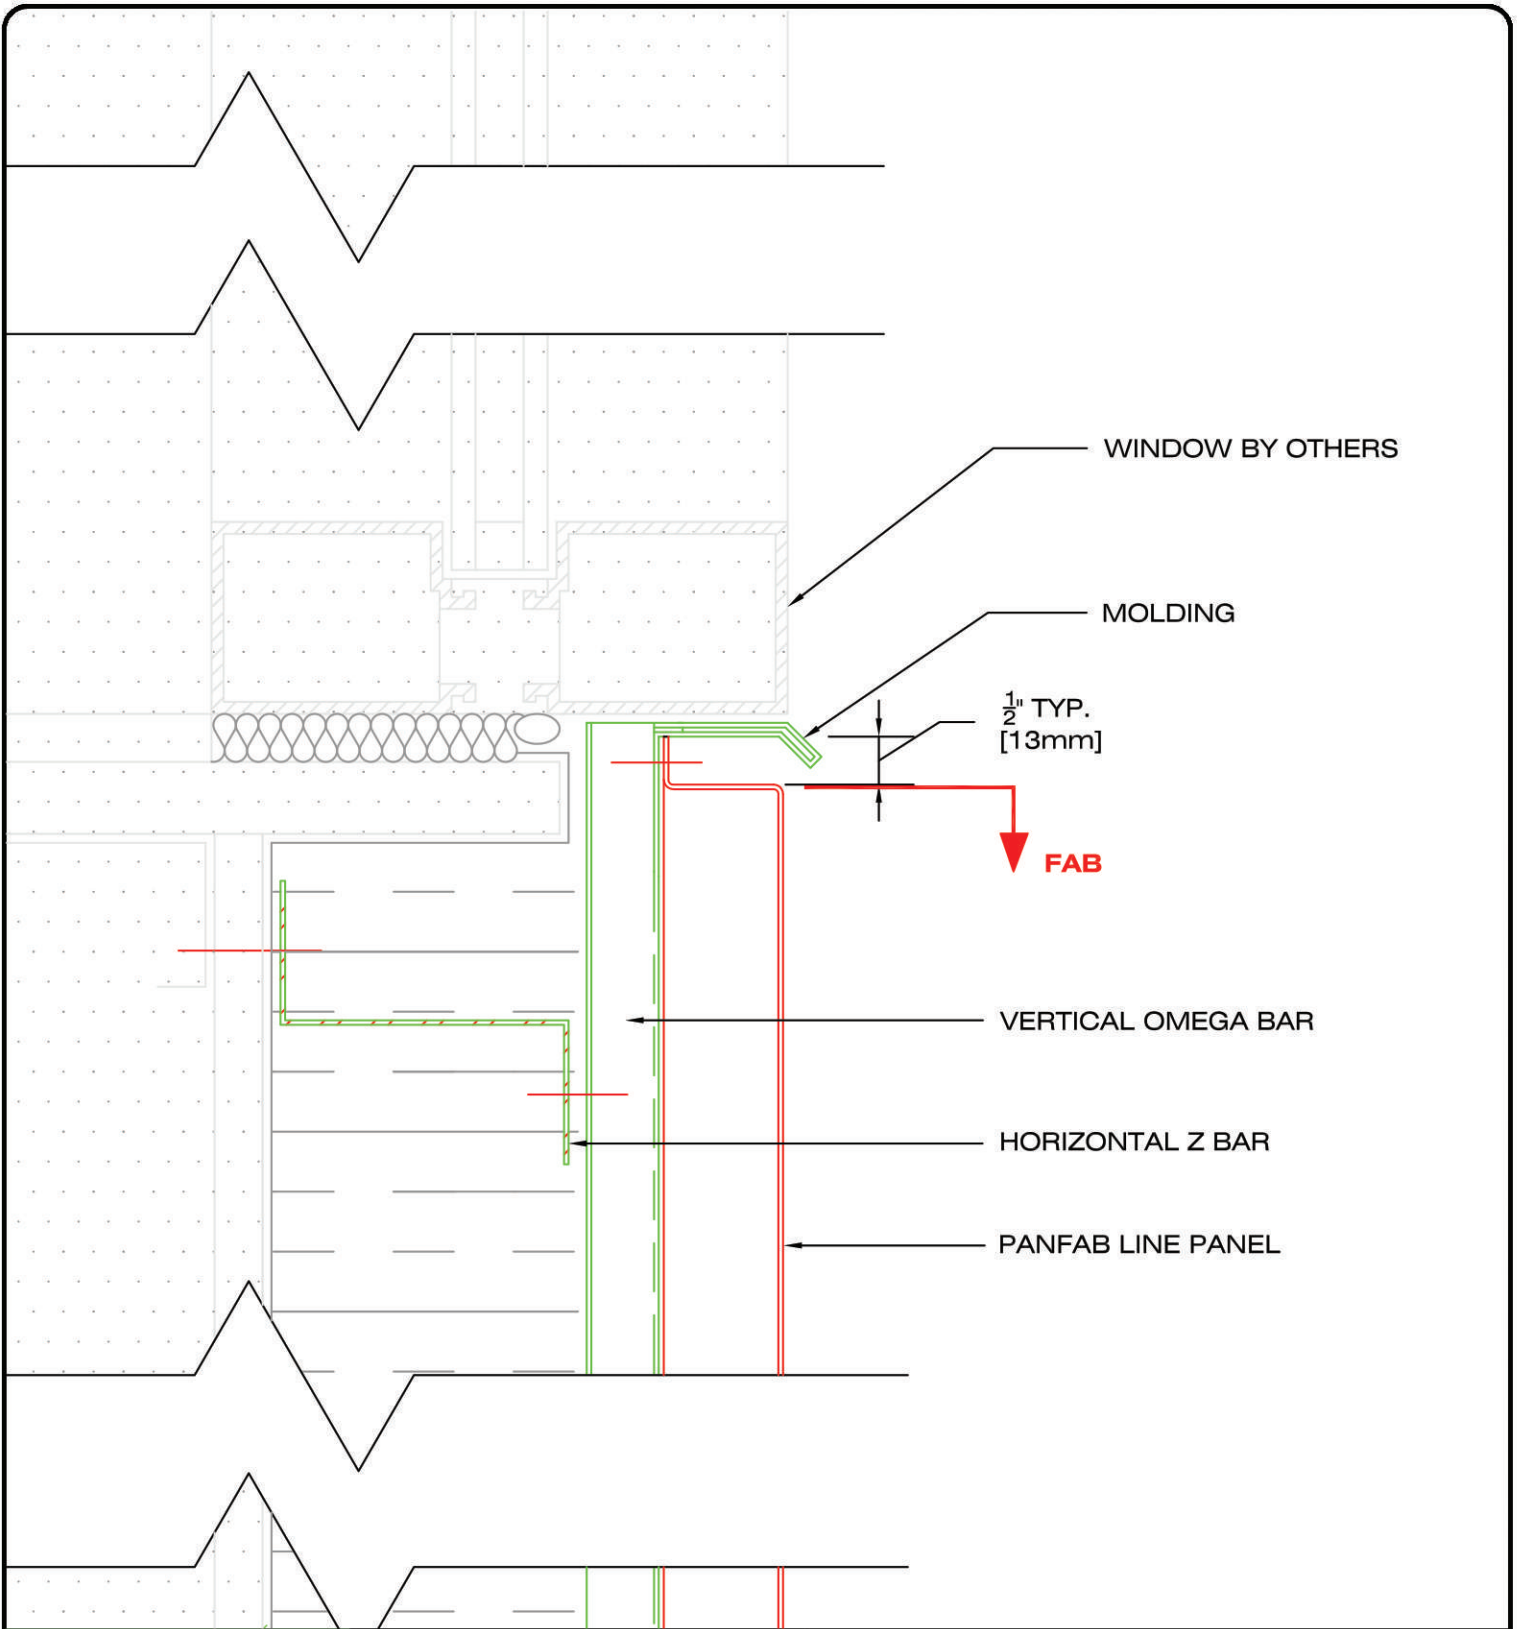 WINDOW BY OTHERS
MOLDING
1/2" TYP.
[13mm]
FAB
VERTICAL OMEGA BAR
HORIZONTAL Z BAR
PANFAB LINE PANEL